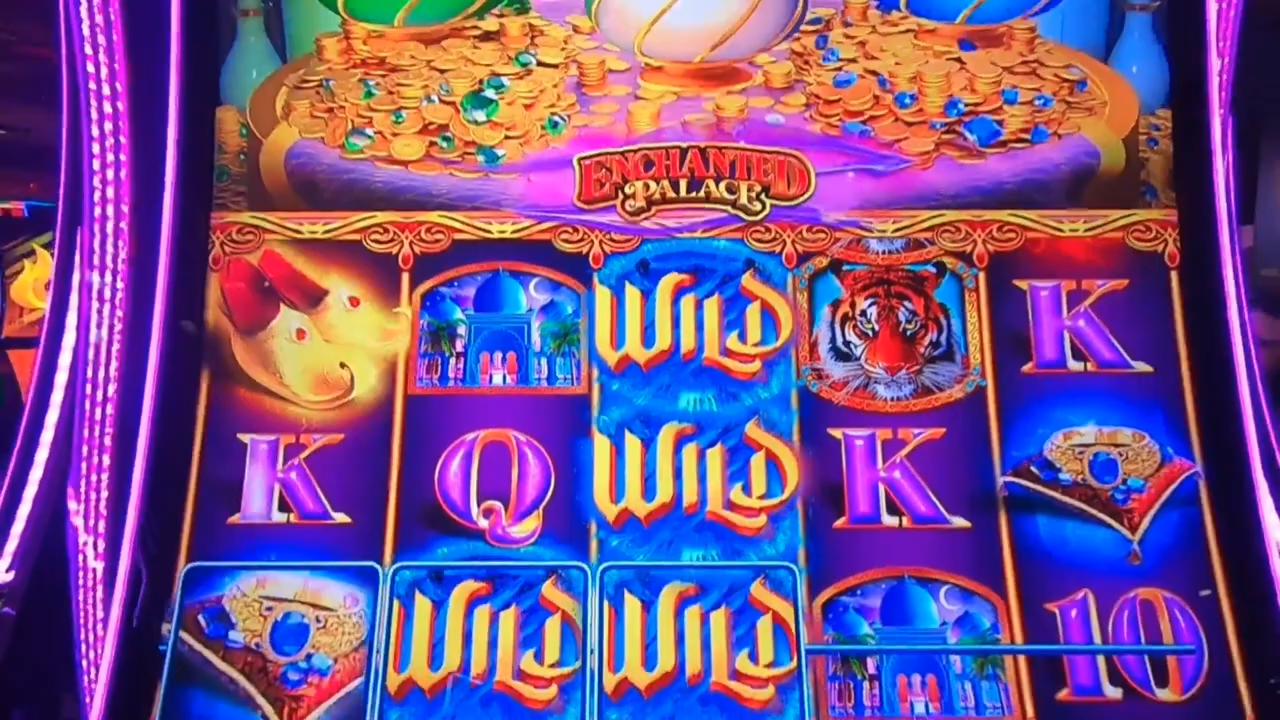 ENCHANTED
PALACE
WILD K
K Q WILD K
WILD WILD 10